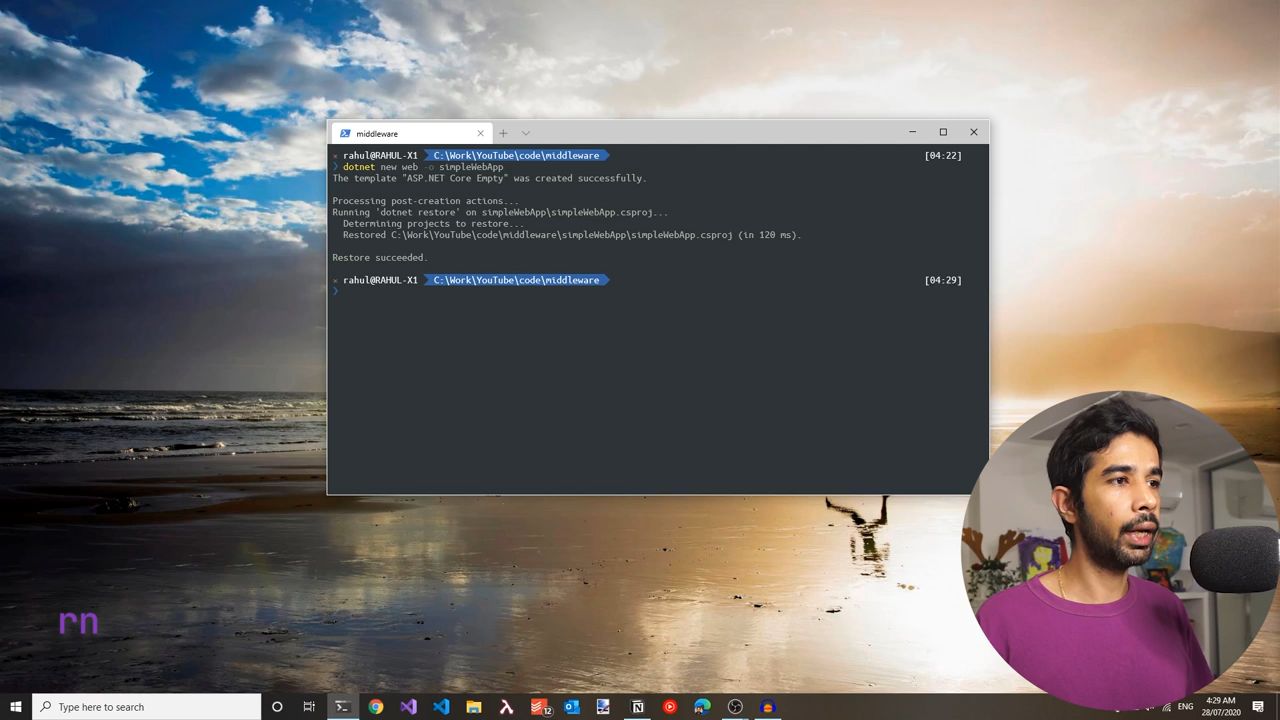 middleware
× rahul@RAHUL-X1 C:\Work\YouTube\code\middleware [04:22]
❯ dotnet new web -o simpleWebApp
The template "ASP.NET Core Empty" was created successfully.
Processing post-creation actions...
Running 'dotnet restore' on simpleWebApp\simpleWebApp.csproj...
Determining projects to restore...
Restored C:\Work\YouTube\code\middleware\simpleWebApp\simpleWebApp.csproj (in 120 ms).
Restore succeeded.
× rahul@RAHUL-X1 C:\Work\YouTube\code\middleware [04:29]
❯
rn
Type here to search
12
ENG
4:29 AM
28/07/2020